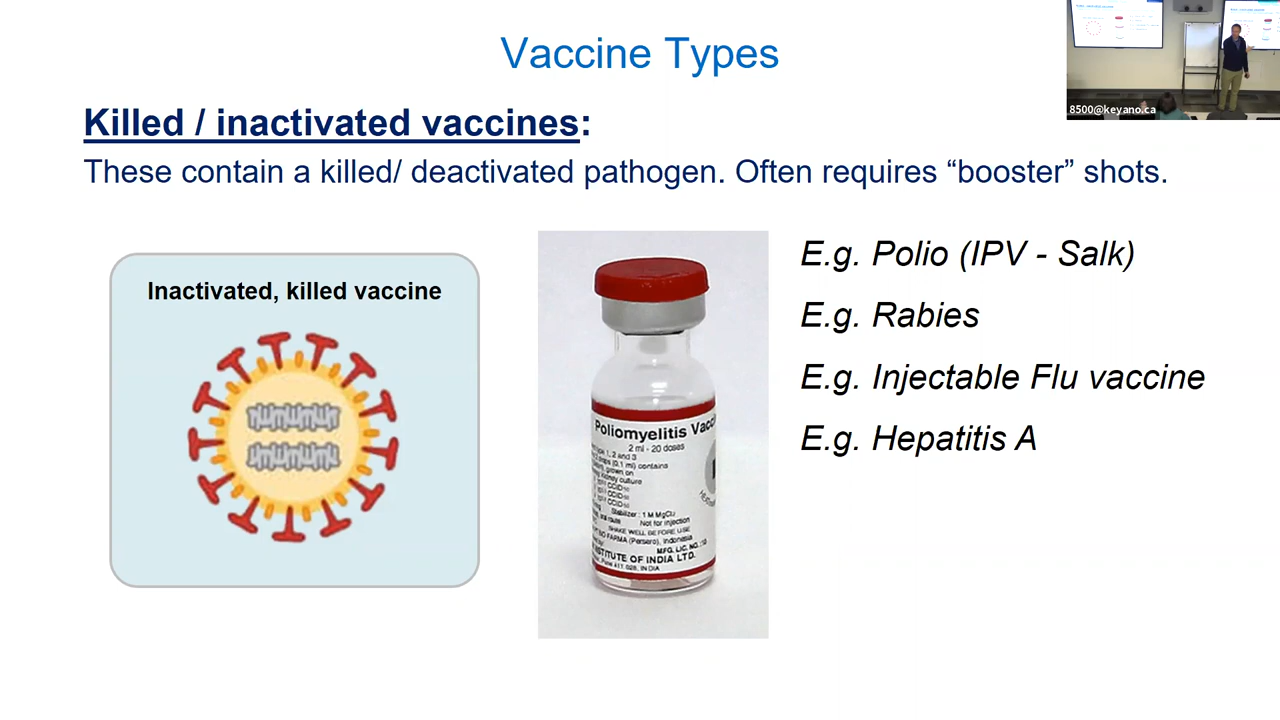 Vaccine Types
8500@keyano.ca
Killed / inactivated vaccines:
These contain a killed/ deactivated pathogen. Often requires “booster” shots.
Inactivated, killed vaccine
Poliomyelitis Vacc
2 ml - 20 doses
type 1, 2 and 3
drops (0.1 ml) contains
grown on
Kidney culture
CCID50
CCID50
CCID50
Stabilizer : 1 M MgCl2
Not for injection
SHAKE WELL BEFORE USE
FARMA (Persero), Indonesia
MFG. LIC. NO.
INSTITUTE OF INDIA LTD.
411 028, INDIA
E.g. Polio (IPV - Salk)
E.g. Rabies
E.g. Injectable Flu vaccine
E.g. Hepatitis A